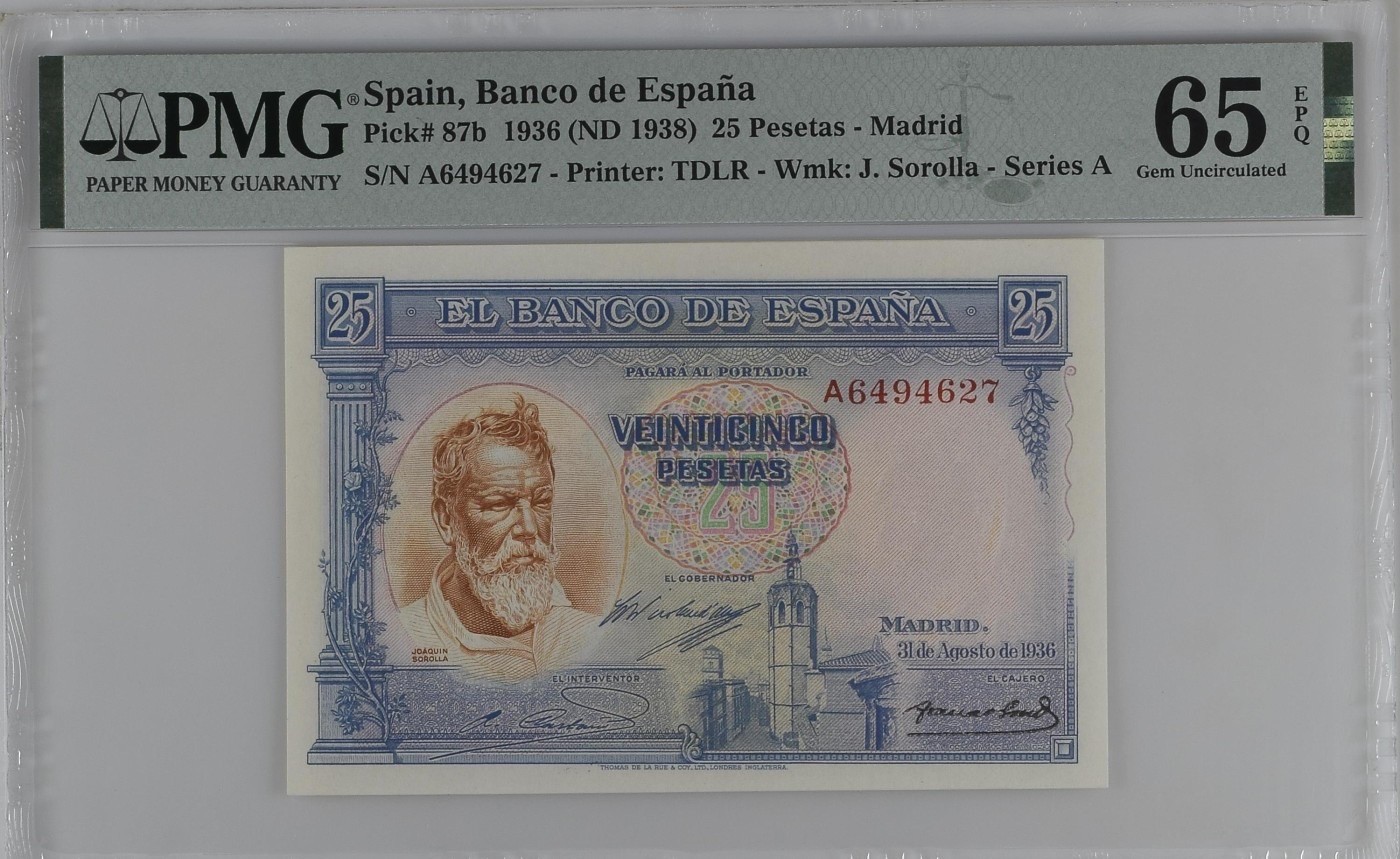 PMG®
PAPER MONEY GUARANTY
Spain, Banco de España
Pick# 87b 1936 (ND 1938) 25 Pesetas - Madrid
S/N A6494627 - Printer: TDLR - Wmk: J. Sorolla - Series A
65
EPQ
Gem Uncirculated
25
EL BANCO DE ESPAÑA
25
PAGARÁ AL PORTADOR
A6494627
VEINTICINCO
PESETAS
25
EL GOBERNADOR
MADRID.
31 de Agosto de 1936
JOAQUIN
SOROLLA
EL INTERVENTOR
EL CAJERO
THOMAS DE LA RUE & COY. LTD., LONDRES INGLATERRA.